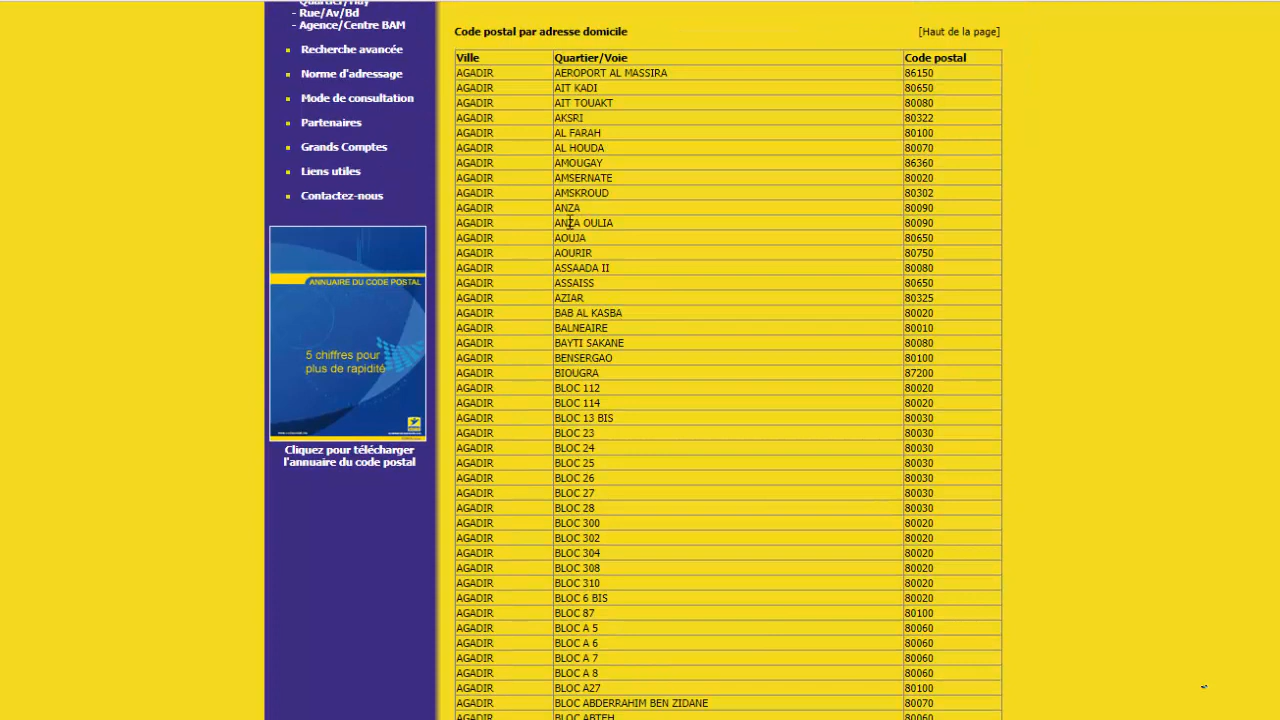 - Rue/Av/Bd
- Agence/Centre BAM
Recherche avancée
Norme d'adressage
Mode de consultation
Partenaires
Grands Comptes
Liens utiles
Contactez-nous
ANNUAIRE DU CODE POSTAL
5 chiffres pour
plus de rapidité
Cliquez pour télécharger
l'annuaire du code postal
Code postal par adresse domicile [Haut de la page]
Ville Quartier/Voie Code postal
AGADIR AEROPORT AL MASSIRA 86150
AGADIR AIT KADI 80650
AGADIR AIT TOUAKT 80080
AGADIR AKSRI 80322
AGADIR AL FARAH 80100
AGADIR AL HOUDA 80070
AGADIR AMOUGAY 86360
AGADIR AMSERNATE 80020
AGADIR AMSKROUD 80302
AGADIR ANZA 80090
AGADIR ANZA OULIA 80090
AGADIR AOUJA 80650
AGADIR AOURIR 80750
AGADIR ASSAADA II 80080
AGADIR ASSAISS 80650
AGADIR AZIAR 80325
AGADIR BAB AL KASBA 80020
AGADIR BALNEAIRE 80010
AGADIR BAYTI SAKANE 80080
AGADIR BENSERGAO 80100
AGADIR BIOUGRA 87200
AGADIR BLOC 112 80020
AGADIR BLOC 114 80020
AGADIR BLOC 13 BIS 80030
AGADIR BLOC 23 80030
AGADIR BLOC 24 80030
AGADIR BLOC 25 80030
AGADIR BLOC 26 80030
AGADIR BLOC 27 80030
AGADIR BLOC 28 80030
AGADIR BLOC 300 80020
AGADIR BLOC 302 80020
AGADIR BLOC 304 80020
AGADIR BLOC 308 80020
AGADIR BLOC 310 80020
AGADIR BLOC 6 BIS 80020
AGADIR BLOC 87 80100
AGADIR BLOC A 5 80060
AGADIR BLOC A 6 80060
AGADIR BLOC A 7 80060
AGADIR BLOC A 8 80060
AGADIR BLOC A27 80100
AGADIR BLOC ABDERRAHIM BEN ZIDANE 80070
AGADIR BLOC ABTEH 80060